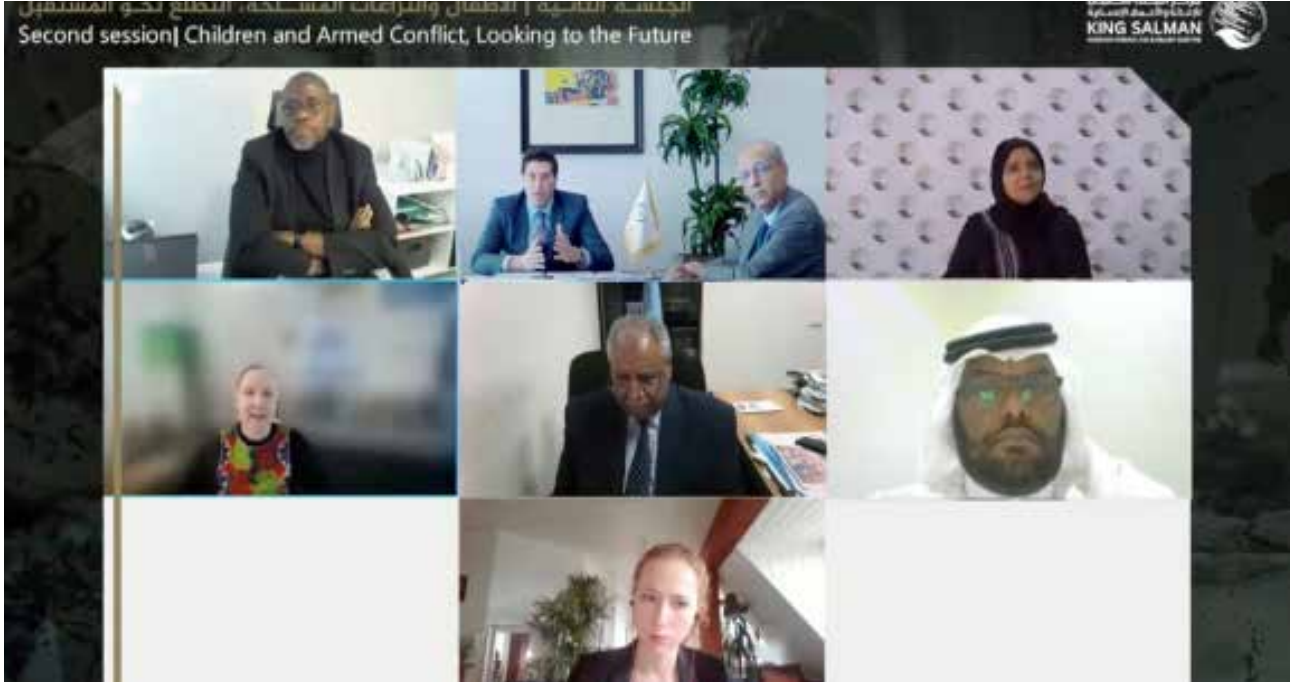 الجلسة الثانية | الأطفال والنزاعات المسلحة، التطلع نحو المستقبل
Second session| Children and Armed Conflict, Looking to the Future
KING SALMAN